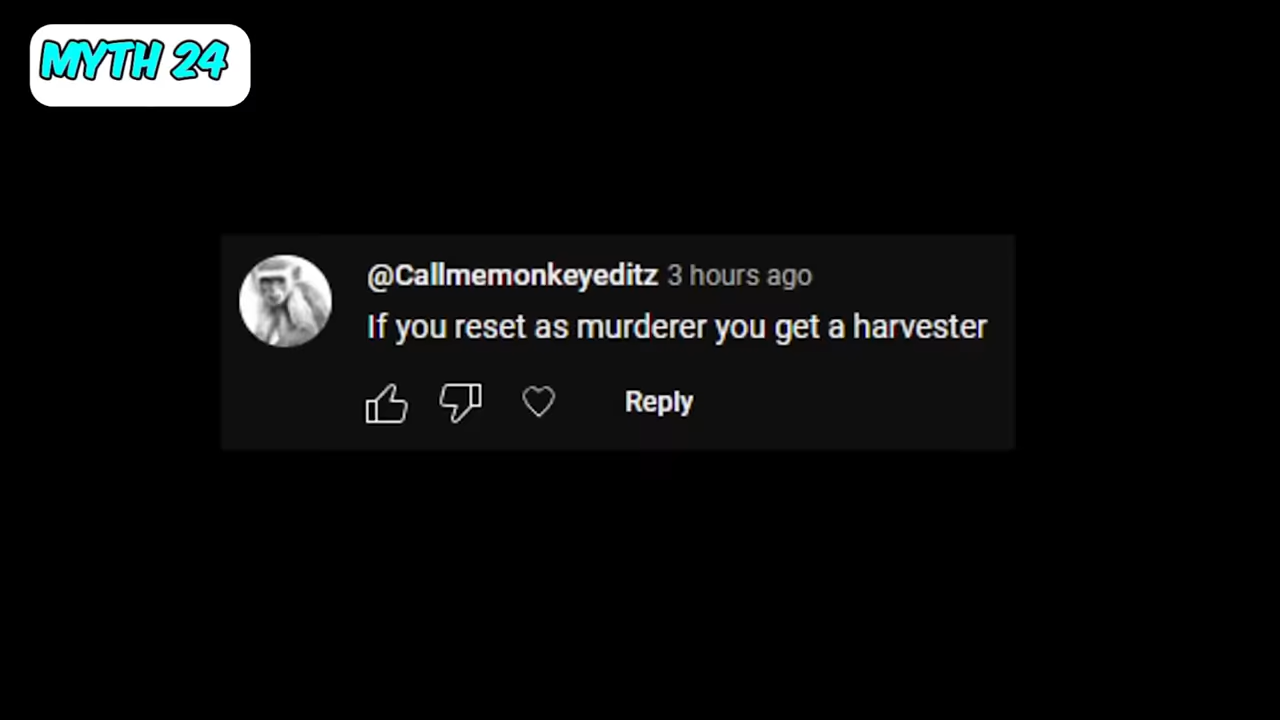 MYTH 24
@Callmemonkeyeditz 3 hours ago
If you reset as murderer you get a harvester
Reply